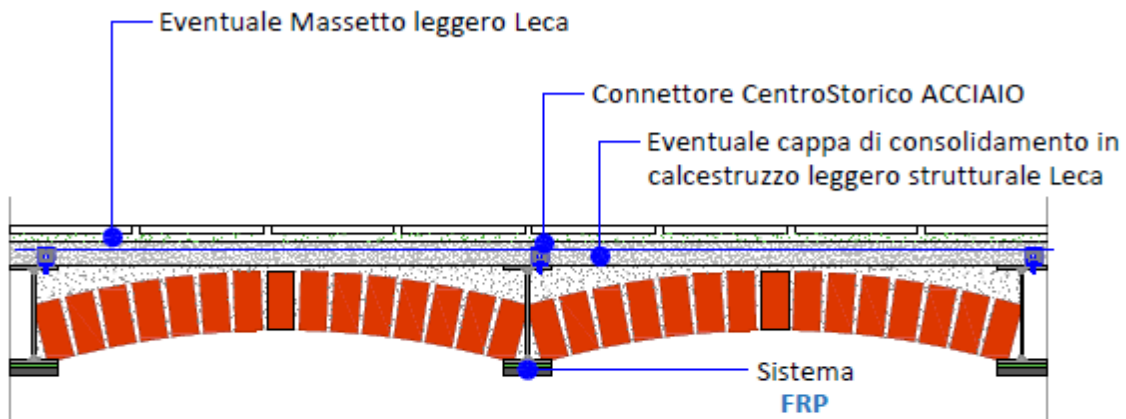 Eventuale Massetto leggero Leca
Connettore CentroStorico ACCIAIO
Eventuale cappa di consolidamento in
calcestruzzo leggero strutturale Leca
Sistema
FRP